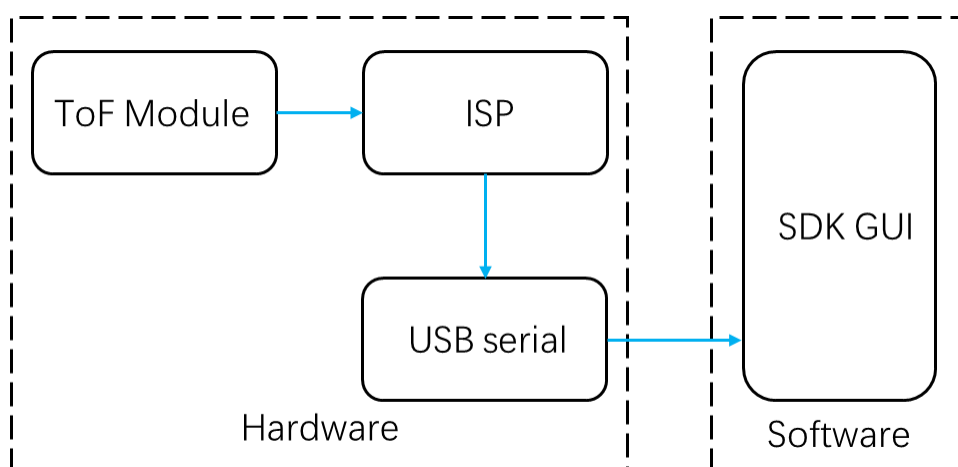 ToF Module
ISP
SDK GUI
USB serial
Hardware
Software